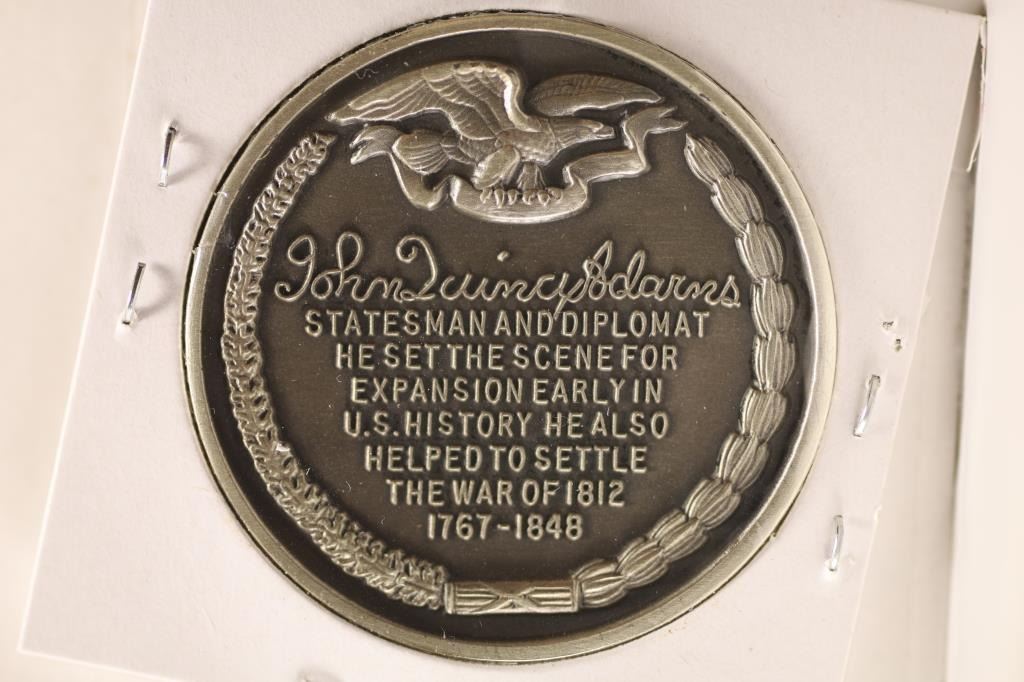 John Quincy Adams
STATESMAN AND DIPLOMAT
HE SET THE SCENE FOR
EXPANSION EARLY IN
U.S. HISTORY HE ALSO
HELPED TO SETTLE
THE WAR OF 1812
1767-1848